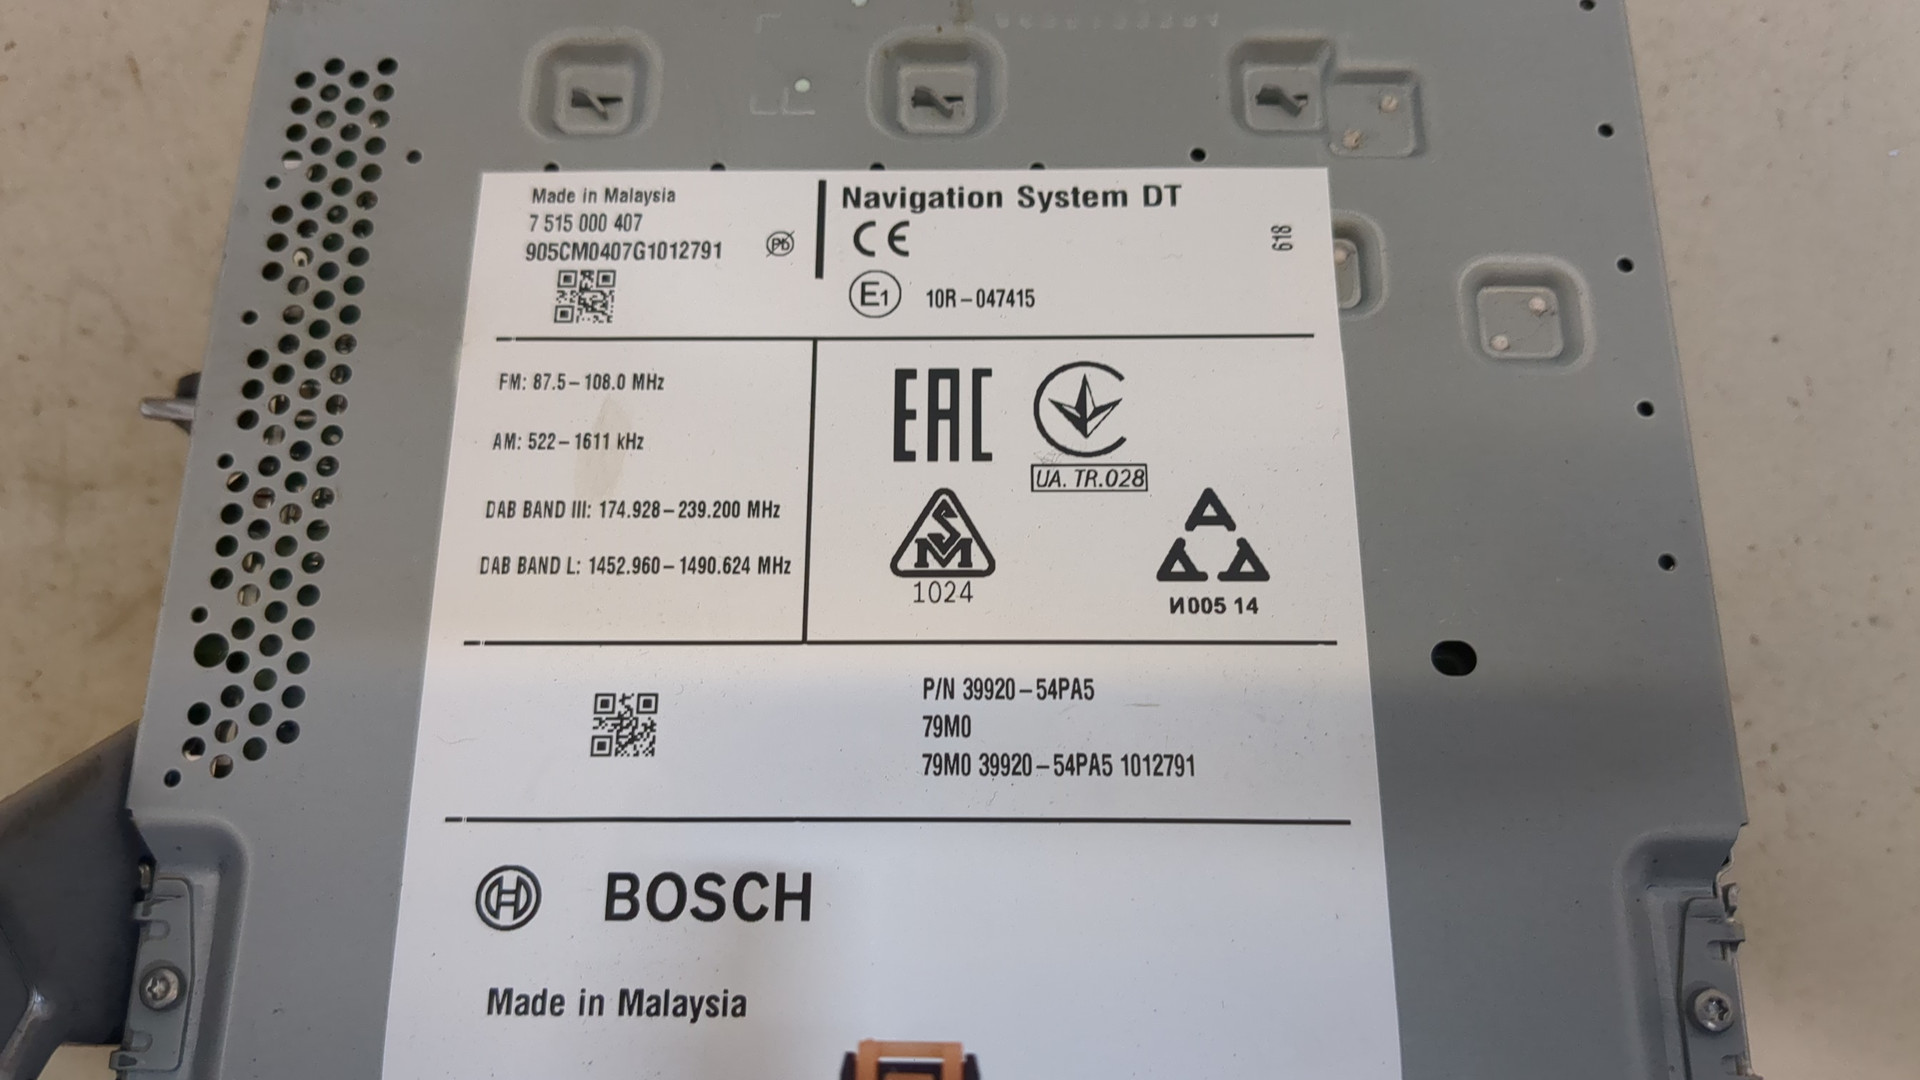 Made in Malaysia
7 515 000 407
905CM0407G1012791
Pb
Navigation System DT
CE
E1 10R-047415
618
FM: 87.5-108.0 MHz
AM: 522-1611 kHz
DAB BAND III: 174.928-239.200 MHz
DAB BAND L: 1452.960-1490.624 MHz
EAC
UA. TR.028
SM
1024
И005 14
P/N 39920-54PA5
79M0
79M0 39920-54PA5 1012791
BOSCH
Made in Malaysia